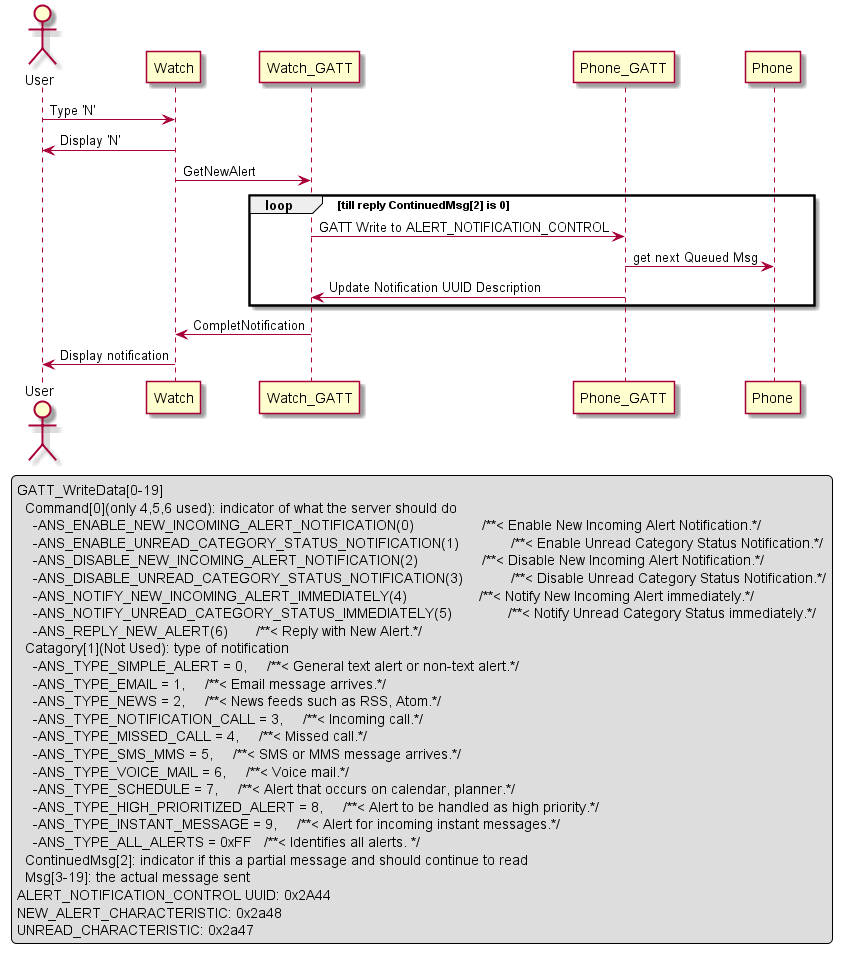 User
Watch
Watch_GATT
Phone_GATT
Phone
Type 'N'
Display 'N'
GetNewAlert
loop
[till reply ContinuedMsg[2] is 0]
GATT Write to ALERT_NOTIFICATION_CONTROL
get next Queued Msg
Update Notification UUID Description
CompletNotification
Display notification
User
Watch
Watch_GATT
Phone_GATT
Phone
GATT_WriteData[0-19]
Command[0](only 4,5,6 used): indicator of what the server should do
-ANS_ENABLE_NEW_INCOMING_ALERT_NOTIFICATION(0) /**< Enable New Incoming Alert Notification.*/
-ANS_ENABLE_UNREAD_CATEGORY_STATUS_NOTIFICATION(1) /**< Enable Unread Category Status Notification.*/
-ANS_DISABLE_NEW_INCOMING_ALERT_NOTIFICATION(2) /**< Disable New Incoming Alert Notification.*/
-ANS_DISABLE_UNREAD_CATEGORY_STATUS_NOTIFICATION(3) /**< Disable Unread Category Status Notification.*/
-ANS_NOTIFY_NEW_INCOMING_ALERT_IMMEDIATELY(4) /**< Notify New Incoming Alert immediately.*/
-ANS_NOTIFY_UNREAD_CATEGORY_STATUS_IMMEDIATELY(5) /**< Notify Unread Category Status immediately.*/
-ANS_REPLY_NEW_ALERT(6) /**< Reply with New Alert.*/
Catagory[1](Not Used): type of notification
-ANS_TYPE_SIMPLE_ALERT = 0, /**< General text alert or non-text alert.*/
-ANS_TYPE_EMAIL = 1, /**< Email message arrives.*/
-ANS_TYPE_NEWS = 2, /**< News feeds such as RSS, Atom.*/
-ANS_TYPE_NOTIFICATION_CALL = 3, /**< Incoming call.*/
-ANS_TYPE_MISSED_CALL = 4, /**< Missed call.*/
-ANS_TYPE_SMS_MMS = 5, /**< SMS or MMS message arrives.*/
-ANS_TYPE_VOICE_MAIL = 6, /**< Voice mail.*/
-ANS_TYPE_SCHEDULE = 7, /**< Alert that occurs on calendar, planner.*/
-ANS_TYPE_HIGH_PRIORITIZED_ALERT = 8, /**< Alert to be handled as high priority.*/
-ANS_TYPE_INSTANT_MESSAGE = 9, /**< Alert for incoming instant messages.*/
-ANS_TYPE_ALL_ALERTS = 0xFF /**< Identifies all alerts. */
ContinuedMsg[2]: indicator if this a partial message and should continue to read
Msg[3-19]: the actual message sent
ALERT_NOTIFICATION_CONTROL UUID: 0x2A44
NEW_ALERT_CHARACTERISTIC: 0x2a48
UNREAD_CHARACTERISTIC: 0x2a47